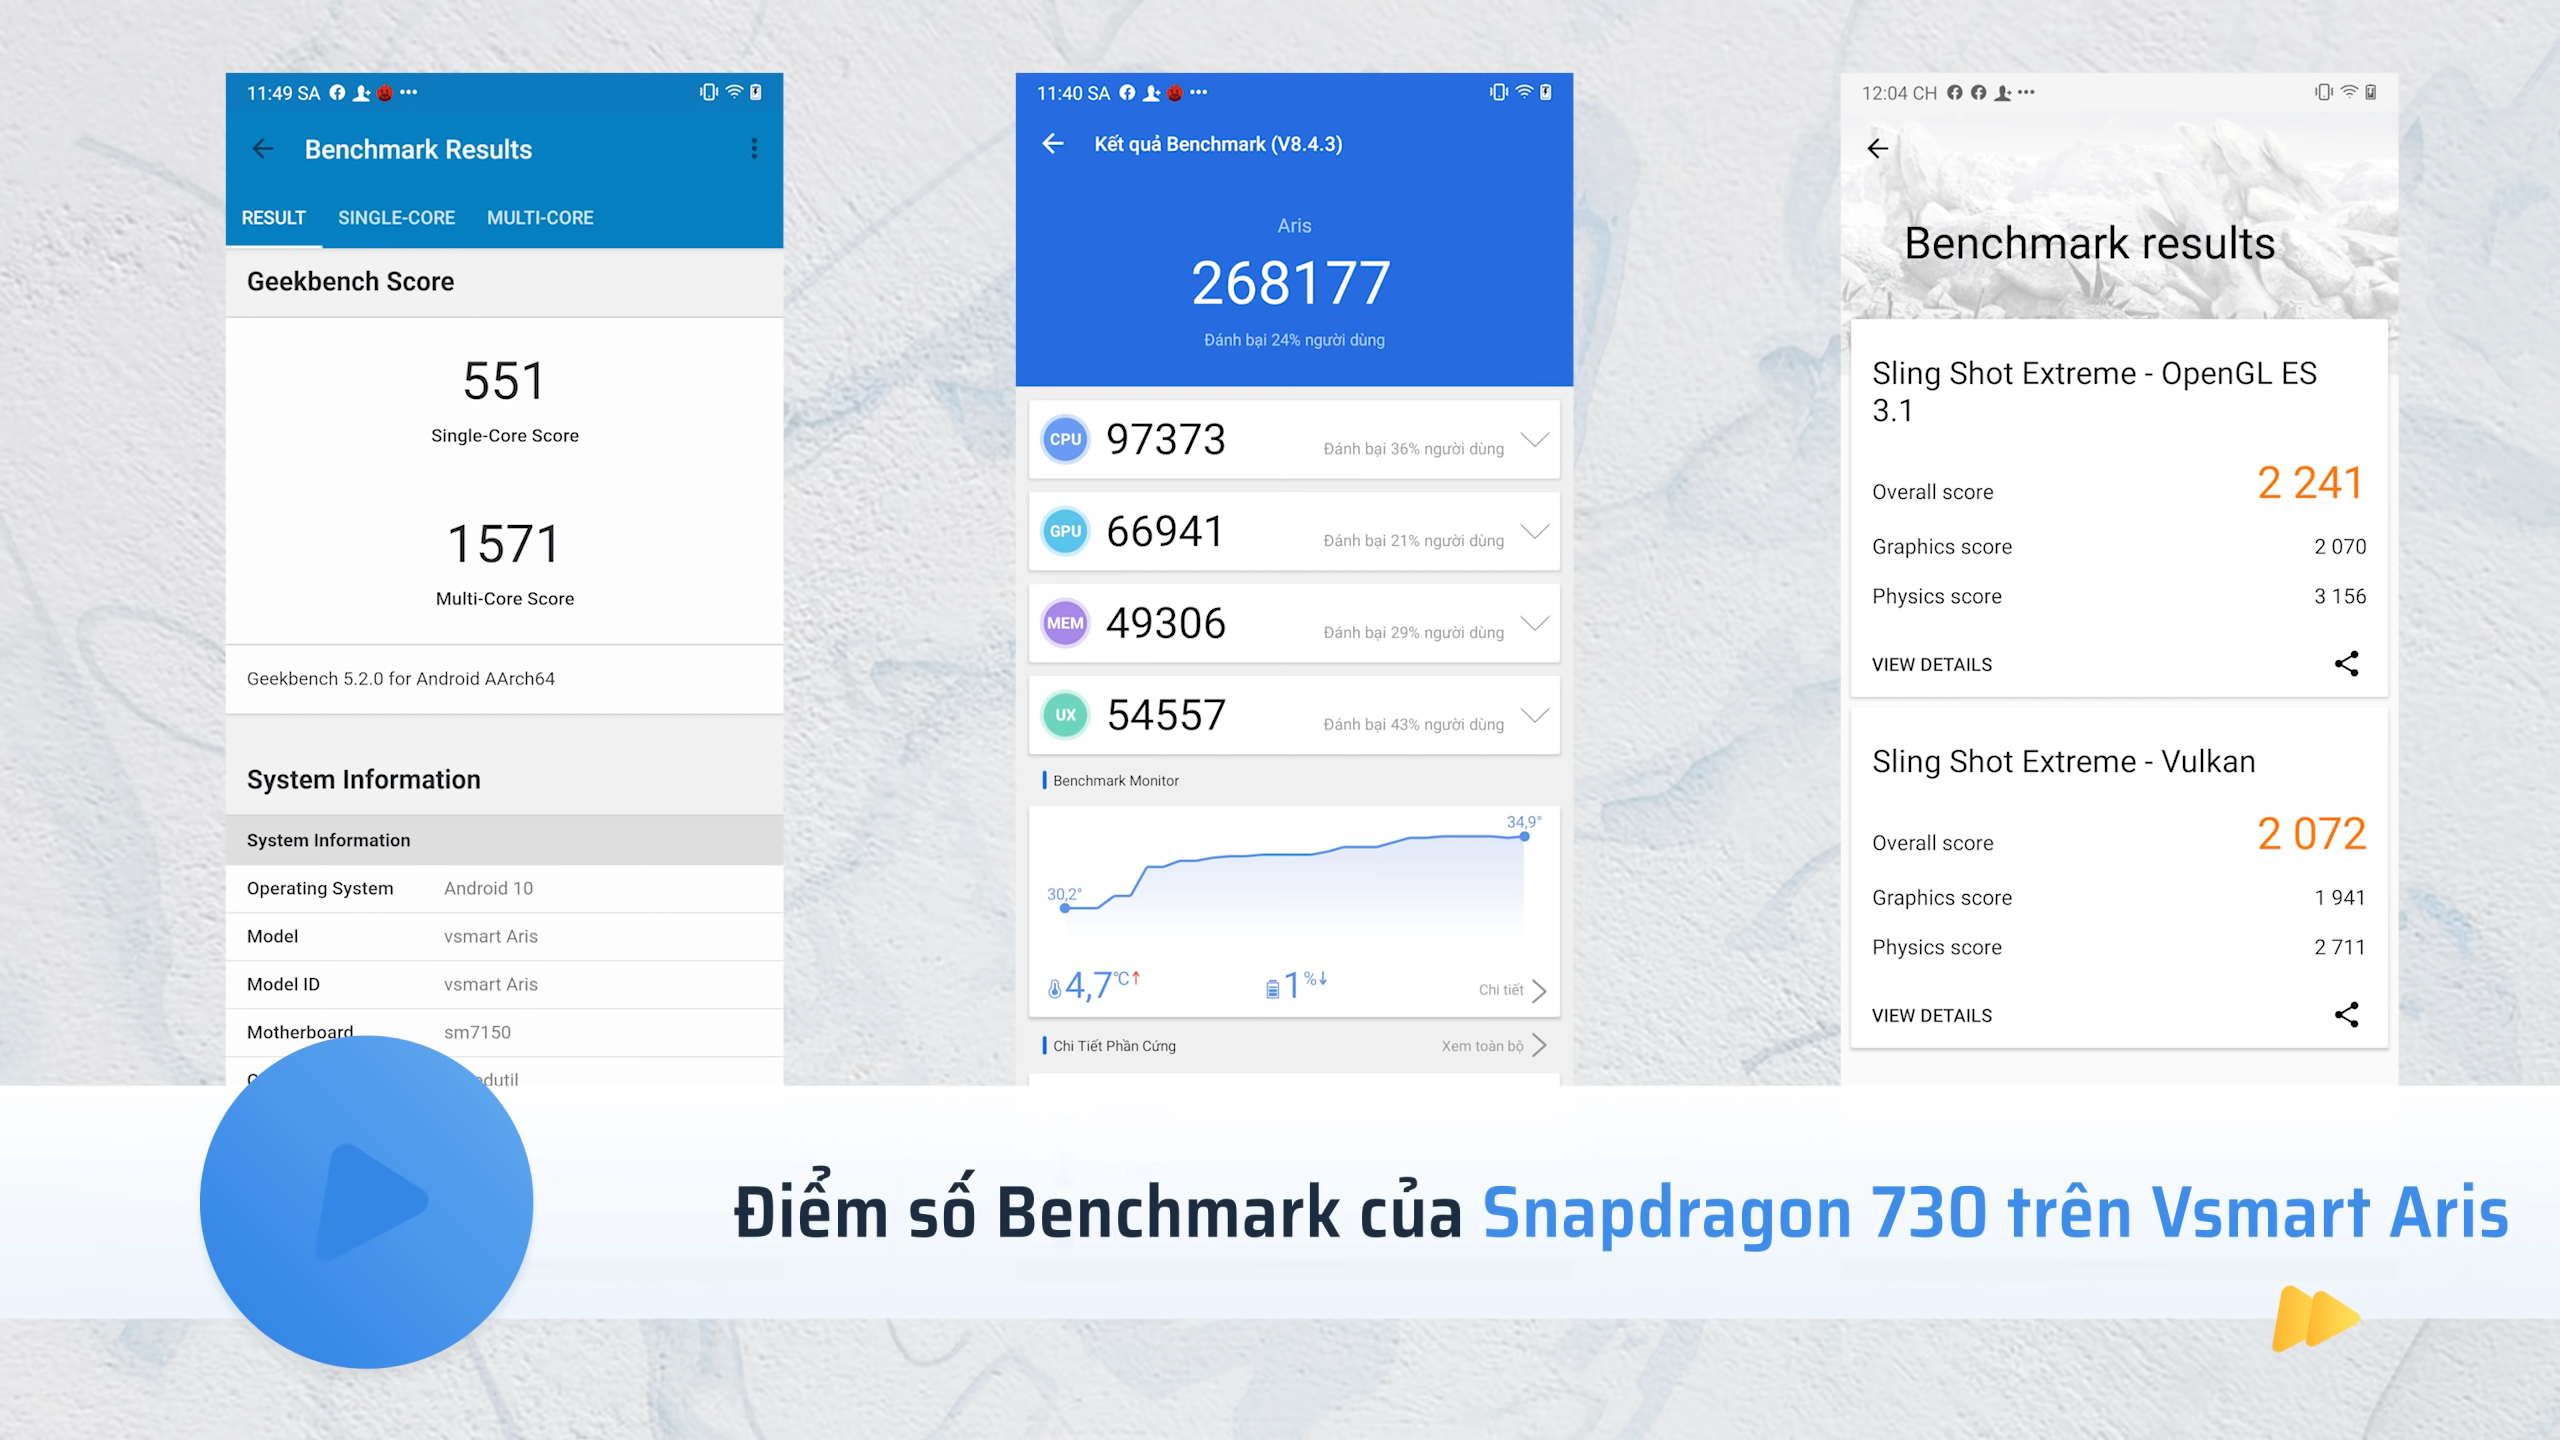 11:49 SA
Benchmark Results
RESULT SINGLE-CORE MULTI-CORE
Geekbench Score
551
Single-Core Score
1571
Multi-Core Score
Geekbench 5.2.0 for Android AArch64
System Information
System Information
Operating System Android 10
Model vsmart Aris
Model ID vsmart Aris
Motherboard sm7150
11:40 SA
Kết quả Benchmark (V8.4.3)
Aris
268177
Đánh bại 24% người dùng
CPU 97373 Đánh bại 36% người dùng
GPU 66941 Đánh bại 21% người dùng
MEM 49306 Đánh bại 29% người dùng
UX 54557 Đánh bại 43% người dùng
Benchmark Monitor
34,9°
30,2°
4,7°C↑ 1%↓ Chi tiết
Chi Tiết Phần Cứng Xem toàn bộ
12:04 CH
Benchmark results
Sling Shot Extreme - OpenGL ES
3.1
Overall score 2 241
Graphics score 2 070
Physics score 3 156
VIEW DETAILS
Sling Shot Extreme - Vulkan
Overall score 2 072
Graphics score 1 941
Physics score 2 711
VIEW DETAILS
Điểm số Benchmark của Snapdragon 730 trên Vsmart Aris